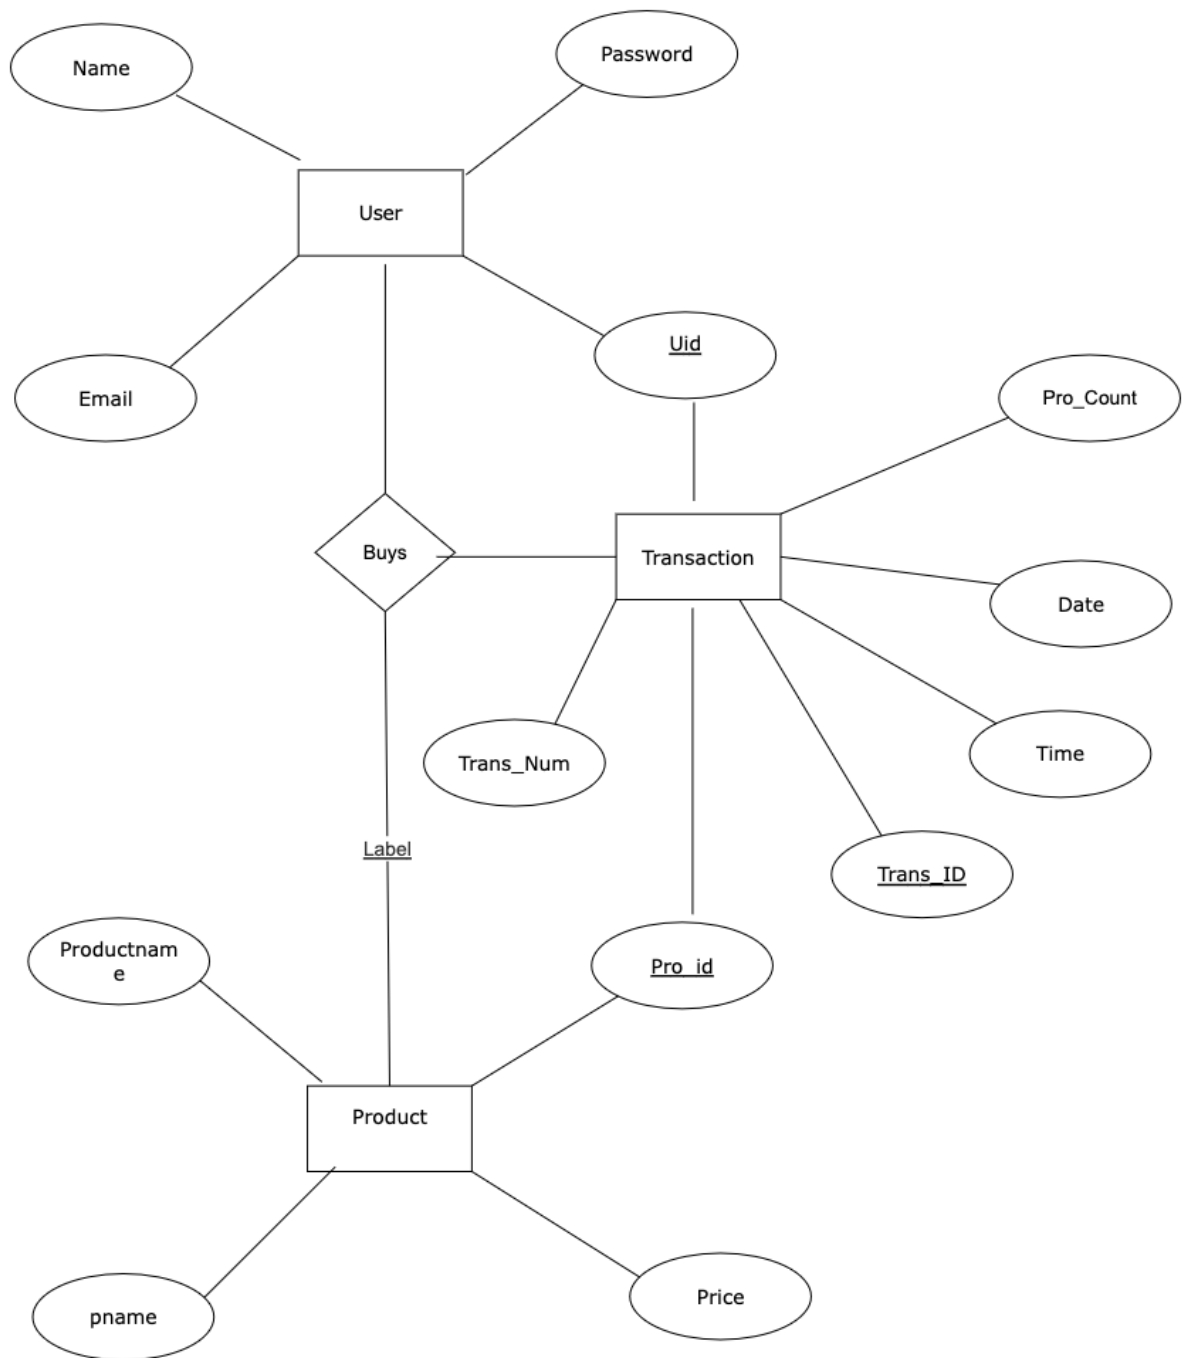 Password
Name
User
Uid
Email
Pro_Count
Buys
Transaction
Date
Time
Trans_Num
Label
Trans_ID
Productnam
e
Pro_id
Product
Price
pname